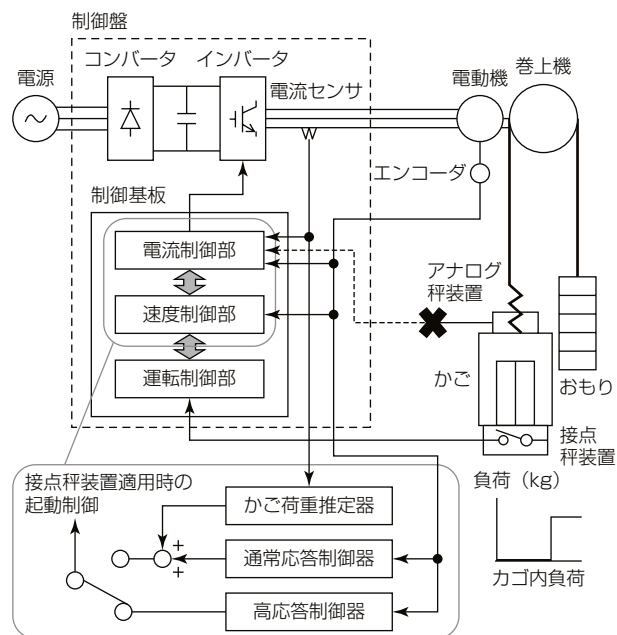 制御盤
コンバータ
インバータ
電源
電流センサ
電動機
巻上機
エンコーダ
制御基板
電流制御部
速度制御部
運転制御部
アナログ
秤装置
かご
おもり
接点
秤装置
接点秤装置適用時の
起動制御
かご荷重推定器
通常応答制御器
高応答制御器
+
+
負荷（kg）
カゴ内負荷